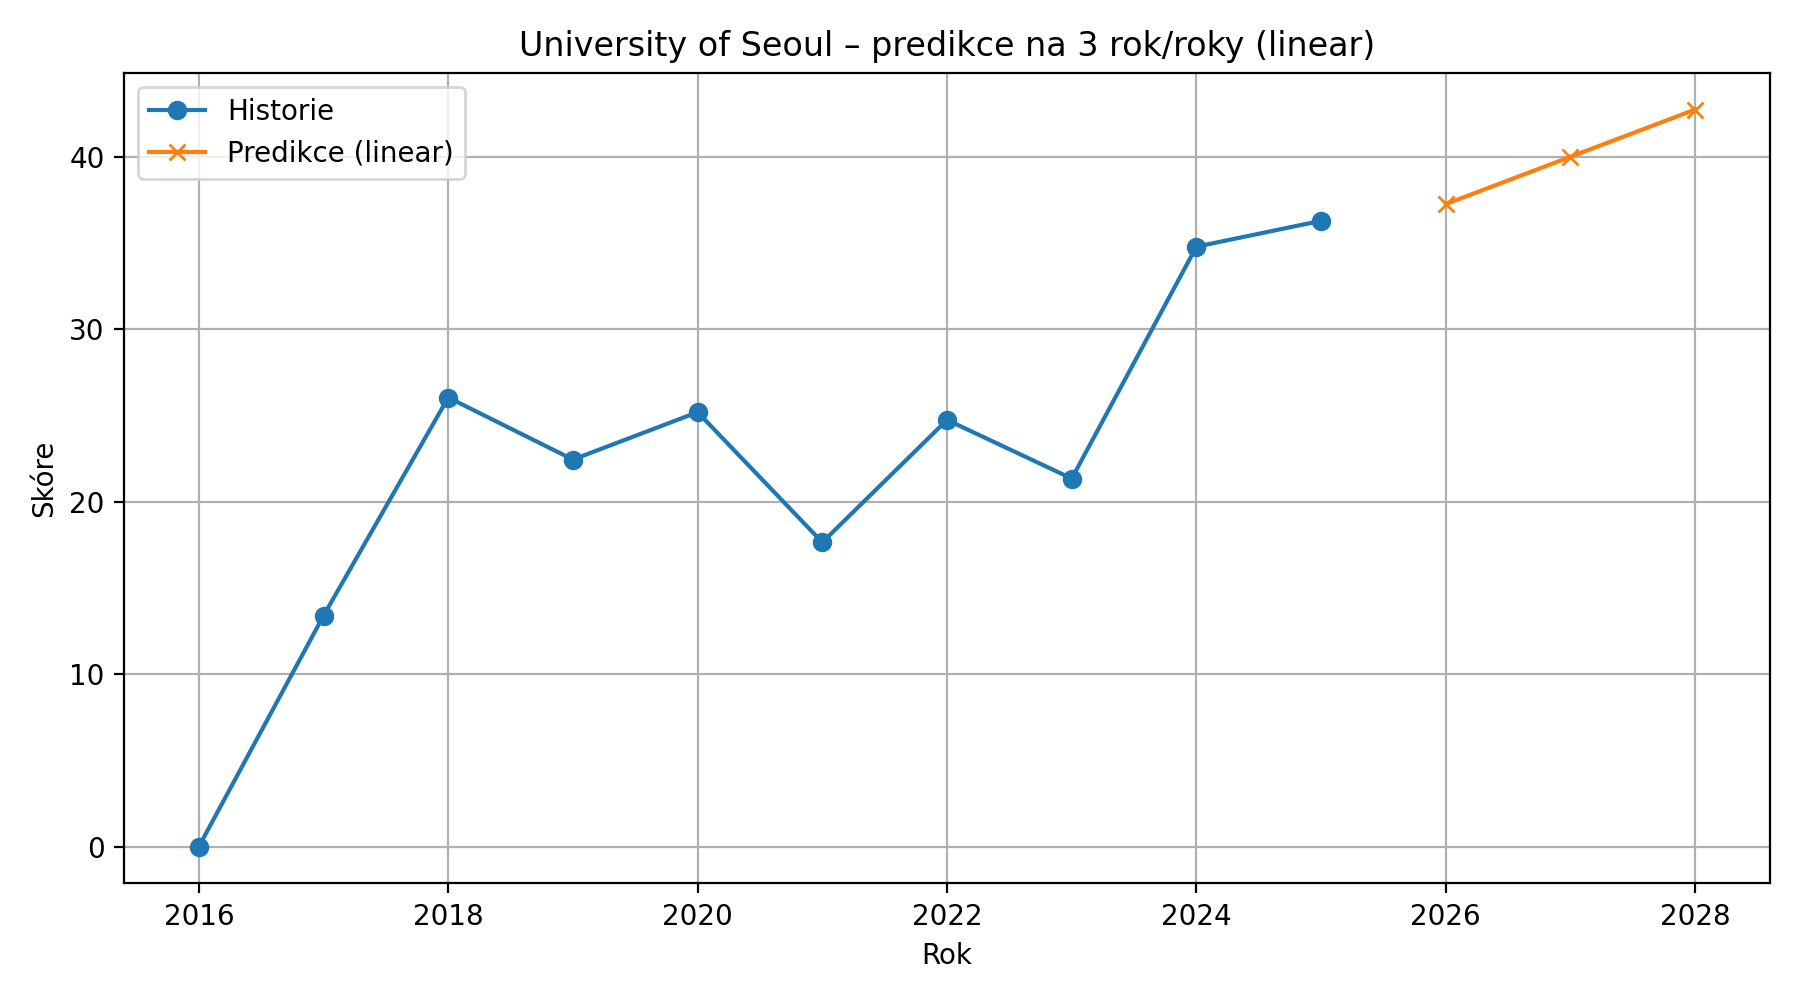 University of Seoul – predikce na 3 rok/roky (linear)
Historie
Predikce (linear)
40
30
20
10
0
Skóre
2016 2018 2020 2022 2024 2026 2028
Rok